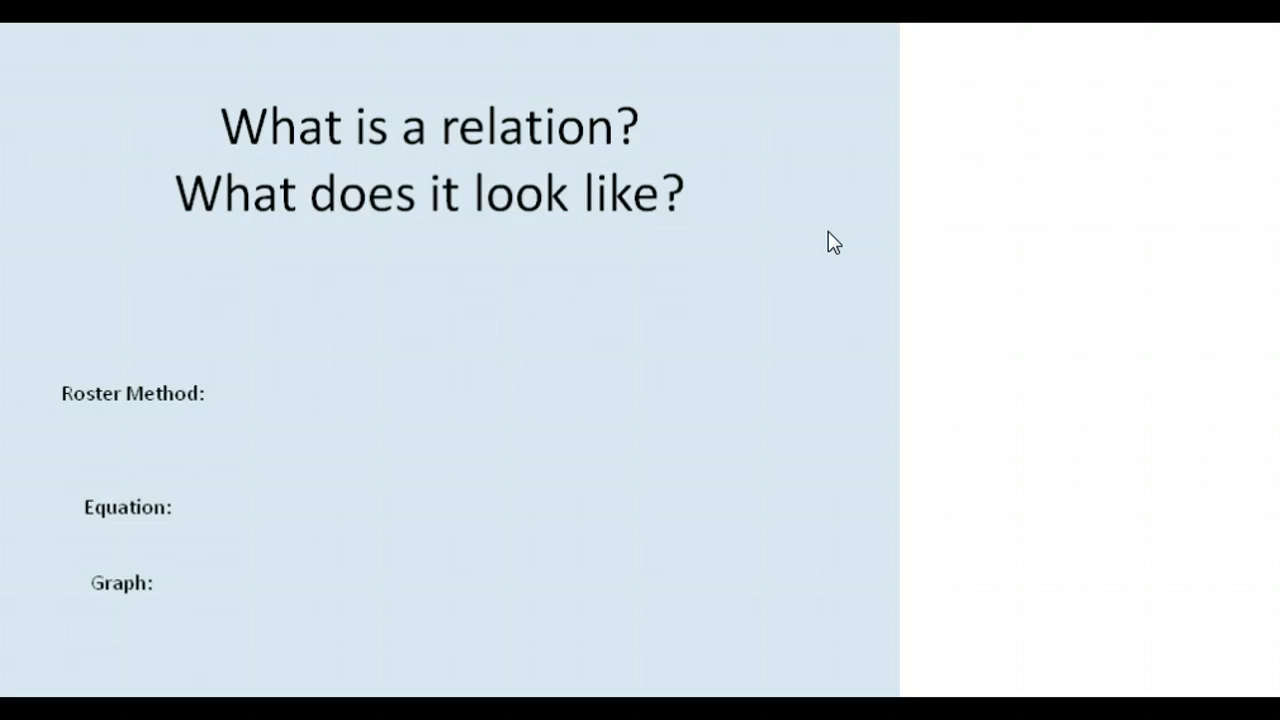 What is a relation?
What does it look like?
Roster Method:
Equation:
Graph: